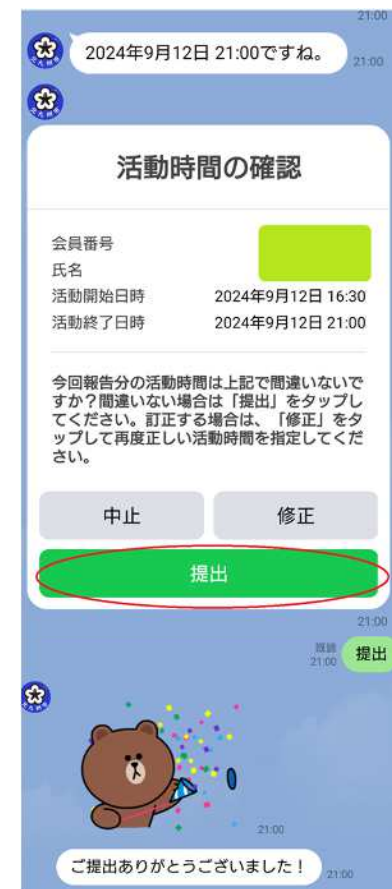 21:00
2024年9月12日 21:00ですね。
21:00
活動時間の確認
会員番号
氏名
活動開始日時 2024年9月12日 16:30
活動終了日時 2024年9月12日 21:00
今回報告分の活動時間は上記で間違いないで
すか？間違いない場合は「提出」をタップし
てください。訂正する場合は、「修正」をタ
ップして再度正しい活動時間を指定してくだ
さい。
中止 修正
提出
21:00
既読
21:00 提出
21:00
ご提出ありがとうございました！ 21:00